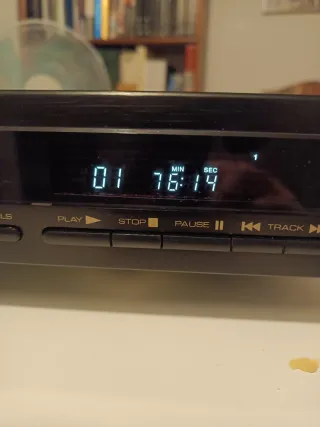 1
MIN SEC
01 76:14
PLAY STOP PAUSE TRACK